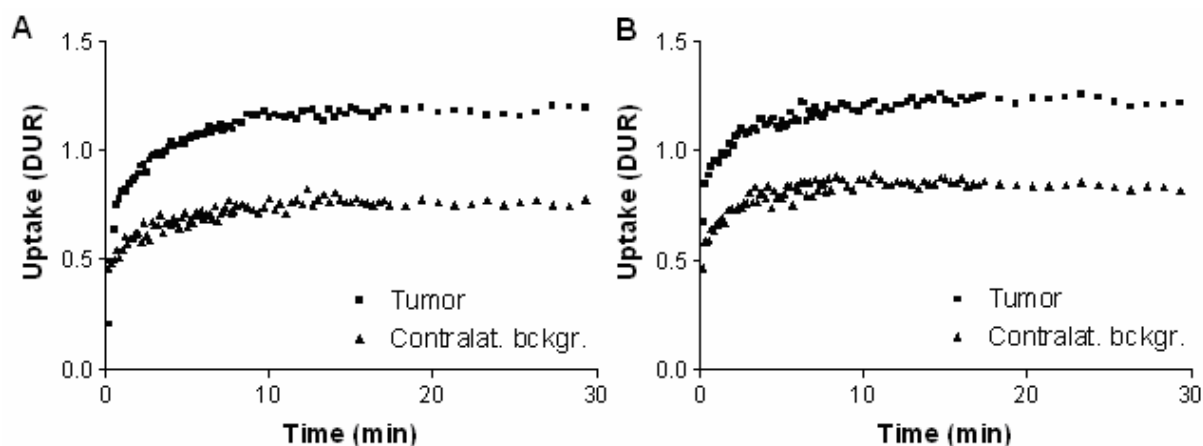 A
1.5
1.0
0.5
0.0
Uptake (DUR)
Tumor
Contralat. bckgr.
0 10 20 30
Time (min)
B
1.5
1.0
0.5
0.0
Uptake (DUR)
Tumor
Contralat. bckgr.
0 10 20 30
Time (min)